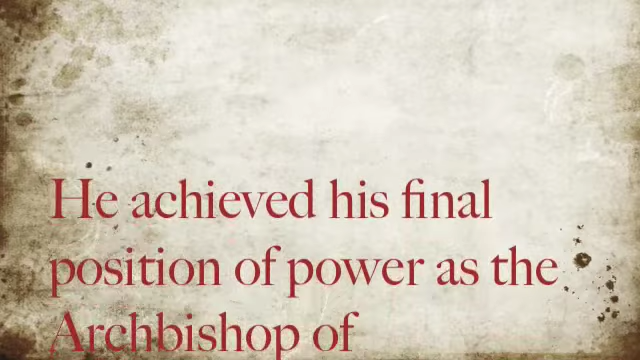 He achieved his final
position of power as the
Archbishop of